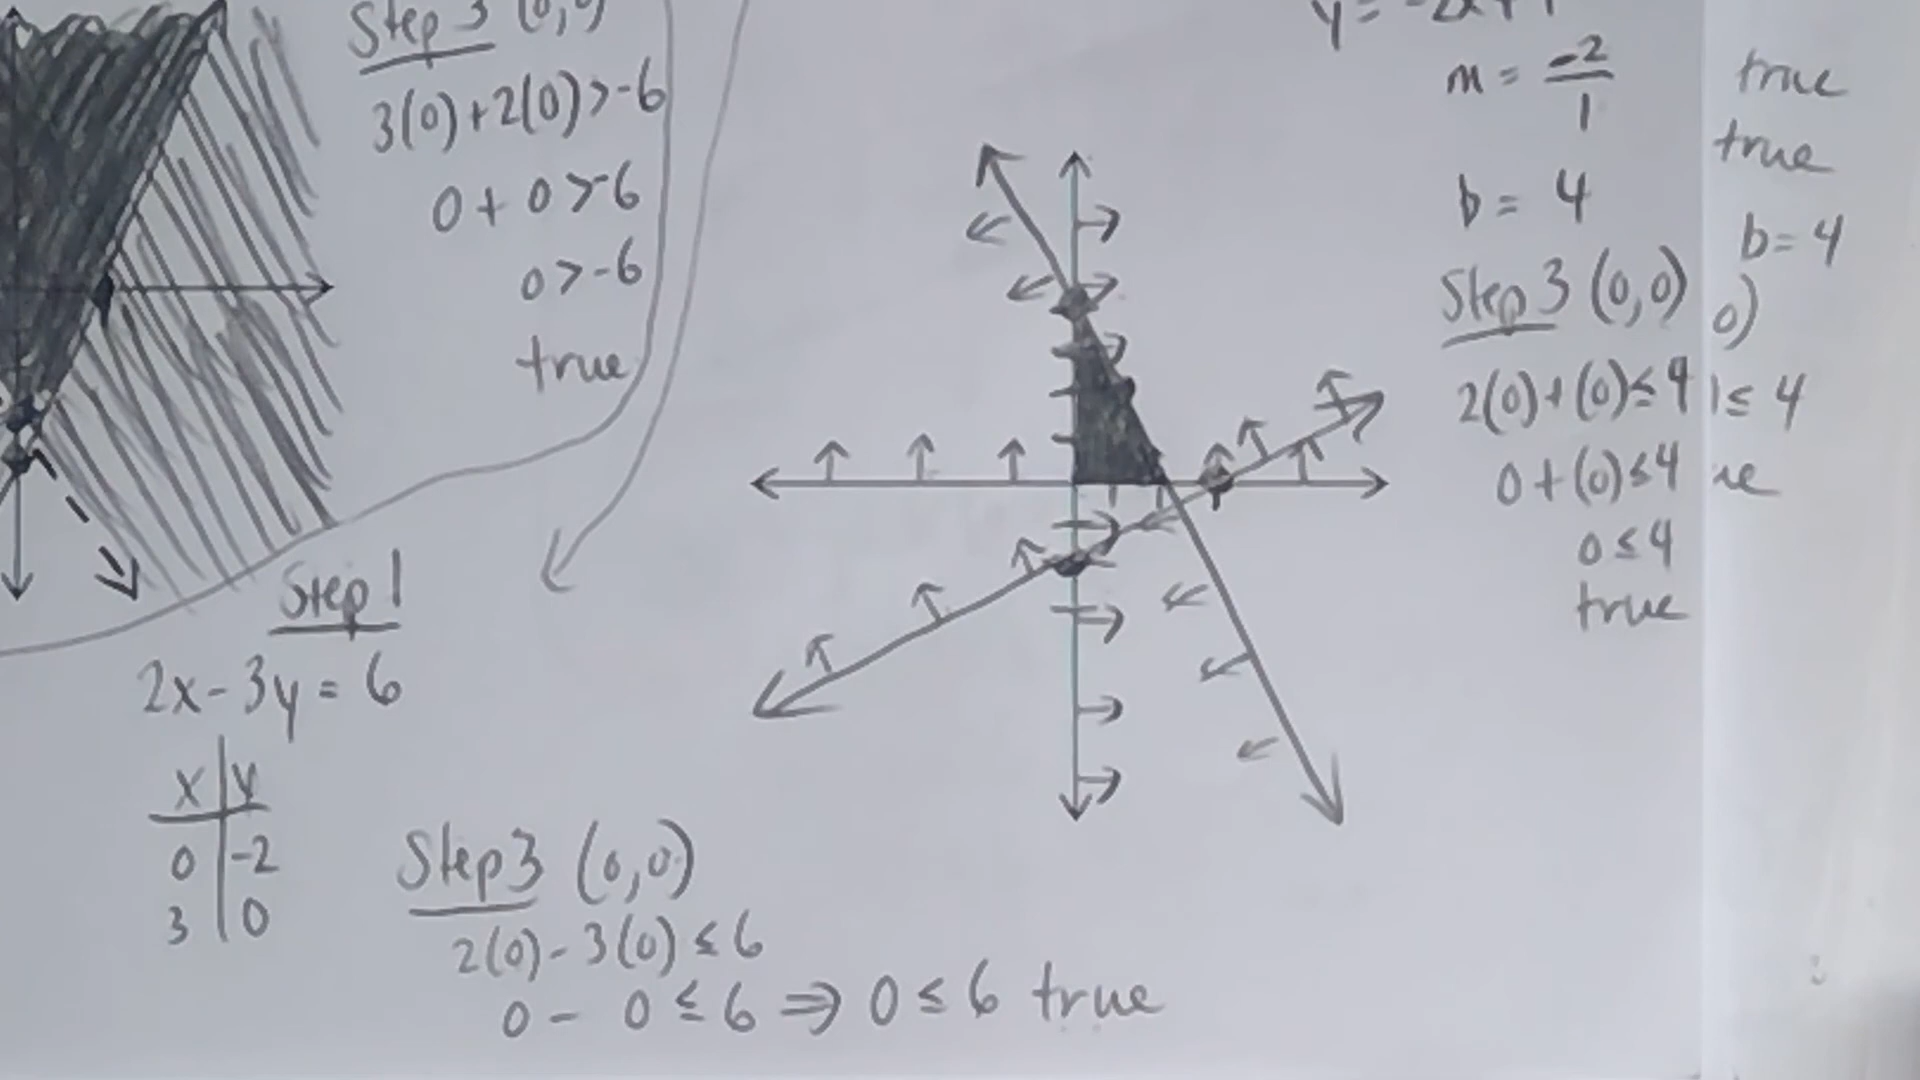 Step 3 (0,0)
3(0)+2(0)>-6
0+0>-6
0>-6
true
Step 1
2x-3y=6
x y
0 -2
3 0
Step 3 (0,0)
2(0)-3(0)≤6
0-0≤6⇒0≤6 true
m=-2/1
b=4
Step 3 (0,0)
2(0)+(0)≤4
0+(0)≤4
0≤4
true
true
true
b=4
0)
≤4